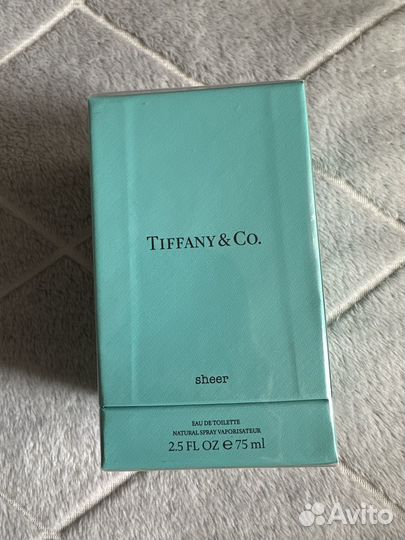 TIFFANY & CO.
sheer
EAU DE TOILETTE
NATURAL SPRAY VAPORISATEUR
2.5 FL OZ ℮ 75 ml
Avito